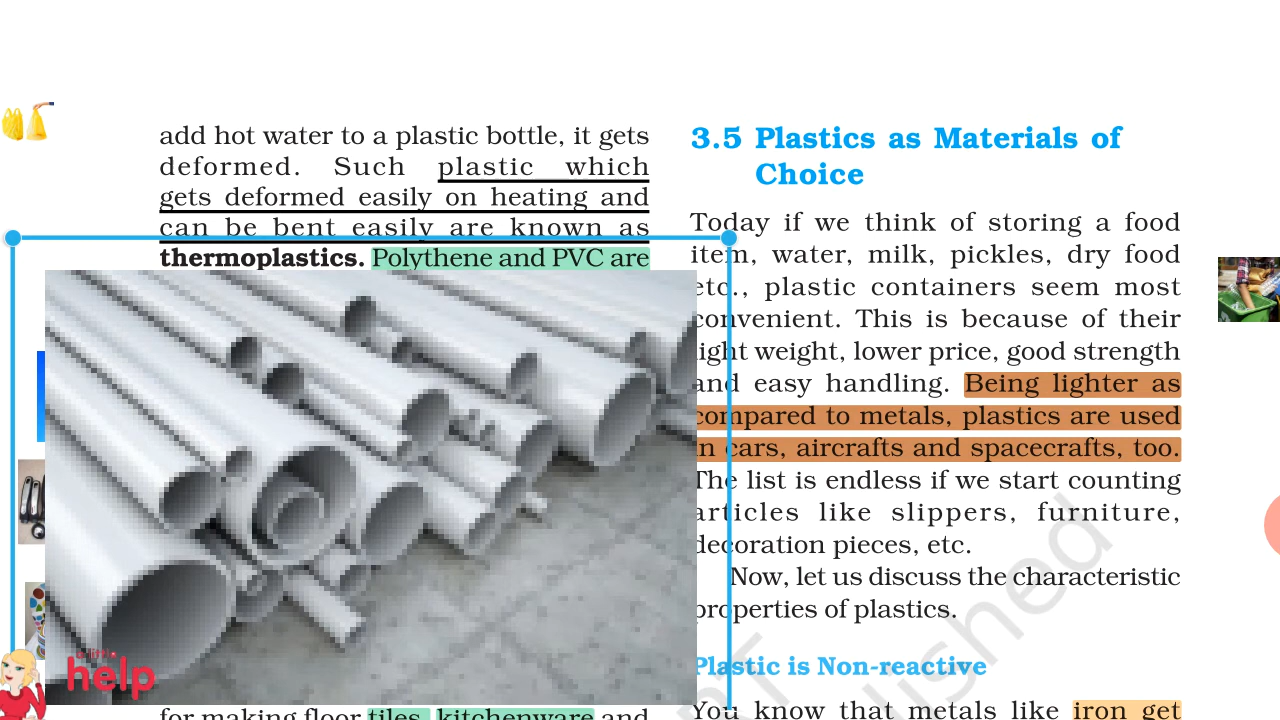 add hot water to a plastic bottle, it gets
deformed. Such plastic which
gets deformed easily on heating and
can be bent easily are known as
thermoplastics. Polythene and PVC are
a little
help
for making floor tiles, kitchenware and
3.5 Plastics as Materials of
Choice
Today if we think of storing a food
item, water, milk, pickles, dry food
etc., plastic containers seem most
convenient. This is because of their
light weight, lower price, good strength
and easy handling. Being lighter as
compared to metals, plastics are used
in cars, aircrafts and spacecrafts, too.
The list is endless if we start counting
articles like slippers, furniture,
decoration pieces, etc.
Now, let us discuss the characteristic
properties of plastics.
Plastic is Non-reactive
You know that metals like iron get